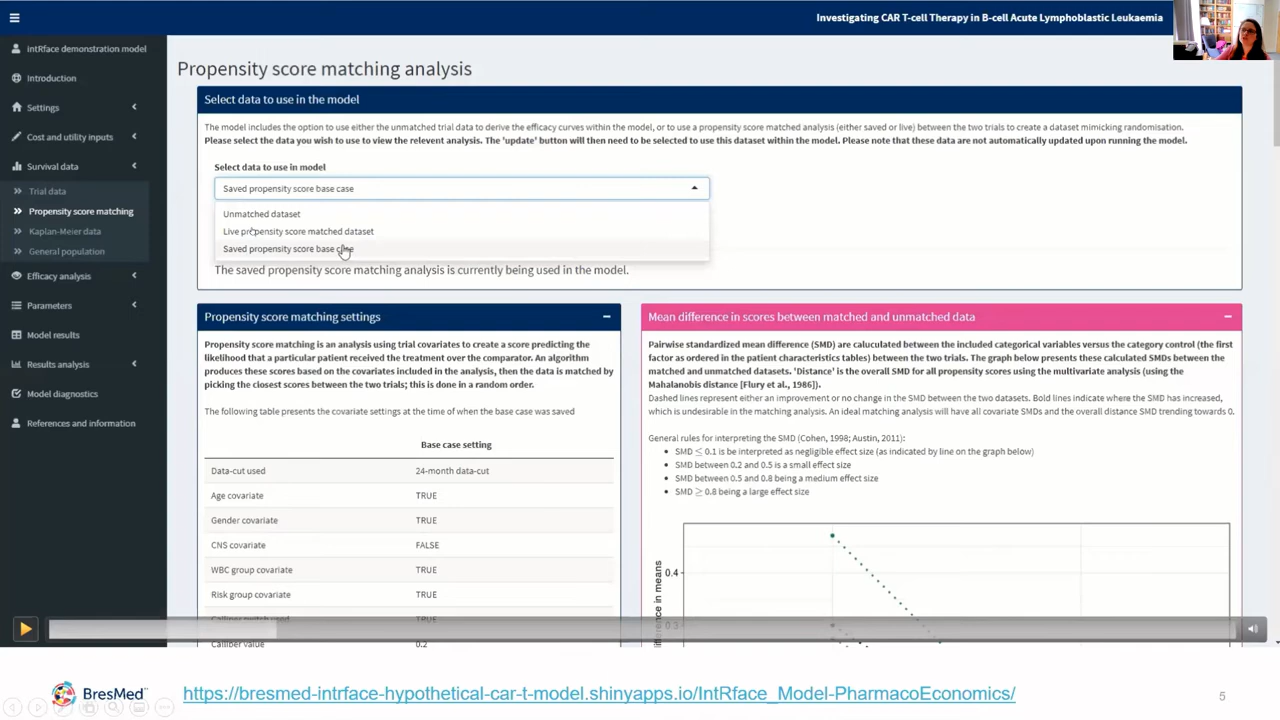 Investigating CAR T-cell Therapy in B-cell Acute Lymphoblastic Leukaemia
intRface demonstration model
Introduction
Settings
Cost and utility inputs
Survival data
Trial data
Propensity score matching
Kaplan-Meier data
General population
Efficacy analysis
Parameters
Model results
Results analysis
Model diagnostics
References and information
Propensity score matching analysis
Select data to use in the model
The model includes the option to use either the unmatched trial data to derive the efficacy curves within the model, or to use a propensity score matched analysis (either saved or live) between the two trials to create a dataset mimicking randomisation.
Please select the data you wish to use to view the relevant analysis. The 'update' button will then need to be selected to use this dataset within the model. Please note that these data are not automatically updated upon running the model.
Select data to use in model
Saved propensity score base case
Unmatched dataset
Live propensity score matched dataset
Saved propensity score base case
The saved propensity score matching analysis is currently being used in the model.
Propensity score matching settings
Propensity score matching is an analysis using trial covariates to create a score predicting the
likelihood that a particular patient received the treatment over the comparator. An algorithm
produces these scores based on the covariates included in the analysis, then the data is matched by
picking the closest scores between the two trials; this is done in a random order.
The following table presents the covariate settings at the time of when the base case was saved
Base case setting
Data-cut used 24-month data-cut
Age covariate TRUE
Gender covariate TRUE
CNS covariate FALSE
WBC group covariate TRUE
Risk group covariate TRUE
Calliper value 0.2
Mean difference in scores between matched and unmatched data
Pairwise standardized mean difference (SMD) are caluculated between the included categorical variables versus the category control (the first
factor as ordered in the patient characteristics tables) between the two trials. The graph below presents these calculated SMDs between the
matched and unmatched datasets. 'Distance' is the overall SMD for all propensity scores using the multivariate analysis (using the
Mahalanobis distance [Flury et al., 1986]).
Dashed lines represent either an improvement or no change in the SMD between the two datasets. Bold lines indicate where the SMD has increased,
which is undesirable in the matching analysis. An ideal matching analysis will have all covariate SMDs and the overall distance SMD trending towards 0.
General rules for interpreting the SMD (Cohen, 1998; Austin, 2011):
SMD ≤ 0.1 is be interpreted as negligible effect size (as indicated by line on the graph below)
SMD between 0.2 and 0.5 is a small effect size
SMD between 0.5 and 0.8 being a medium effect size
SMD ≥ 0.8 being a large effect size
0.4
0.3
BresMed
https://bresmed-intrface-hypothetical-car-t-model.shinyapps.io/IntRface_Model-PharmacoEconomics/
5